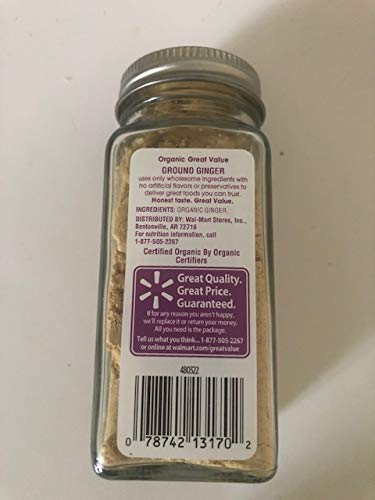 Organic Great Value
GROUND GINGER
uses only wholesome ingredients with
no artificial flavors or preservatives to
deliver great foods you can trust.
Honest taste. Great Value.
INGREDIENTS: ORGANIC GINGER.
DISTRIBUTED BY: Wal-Mart Stores, Inc.,
Bentonville, AR 72716
For nutrition information, call
1-877-505-2267
Certified Organic By Organic
Certifiers
Great Quality.
Great Price.
Guaranteed.
If for any reason you aren't happy,
we'll replace it or return your money.
All you need is the package.
Tell us what you think... 1-877-505-2267
or online at walmart.com/greatvalue
480322
0 78742 13170 2